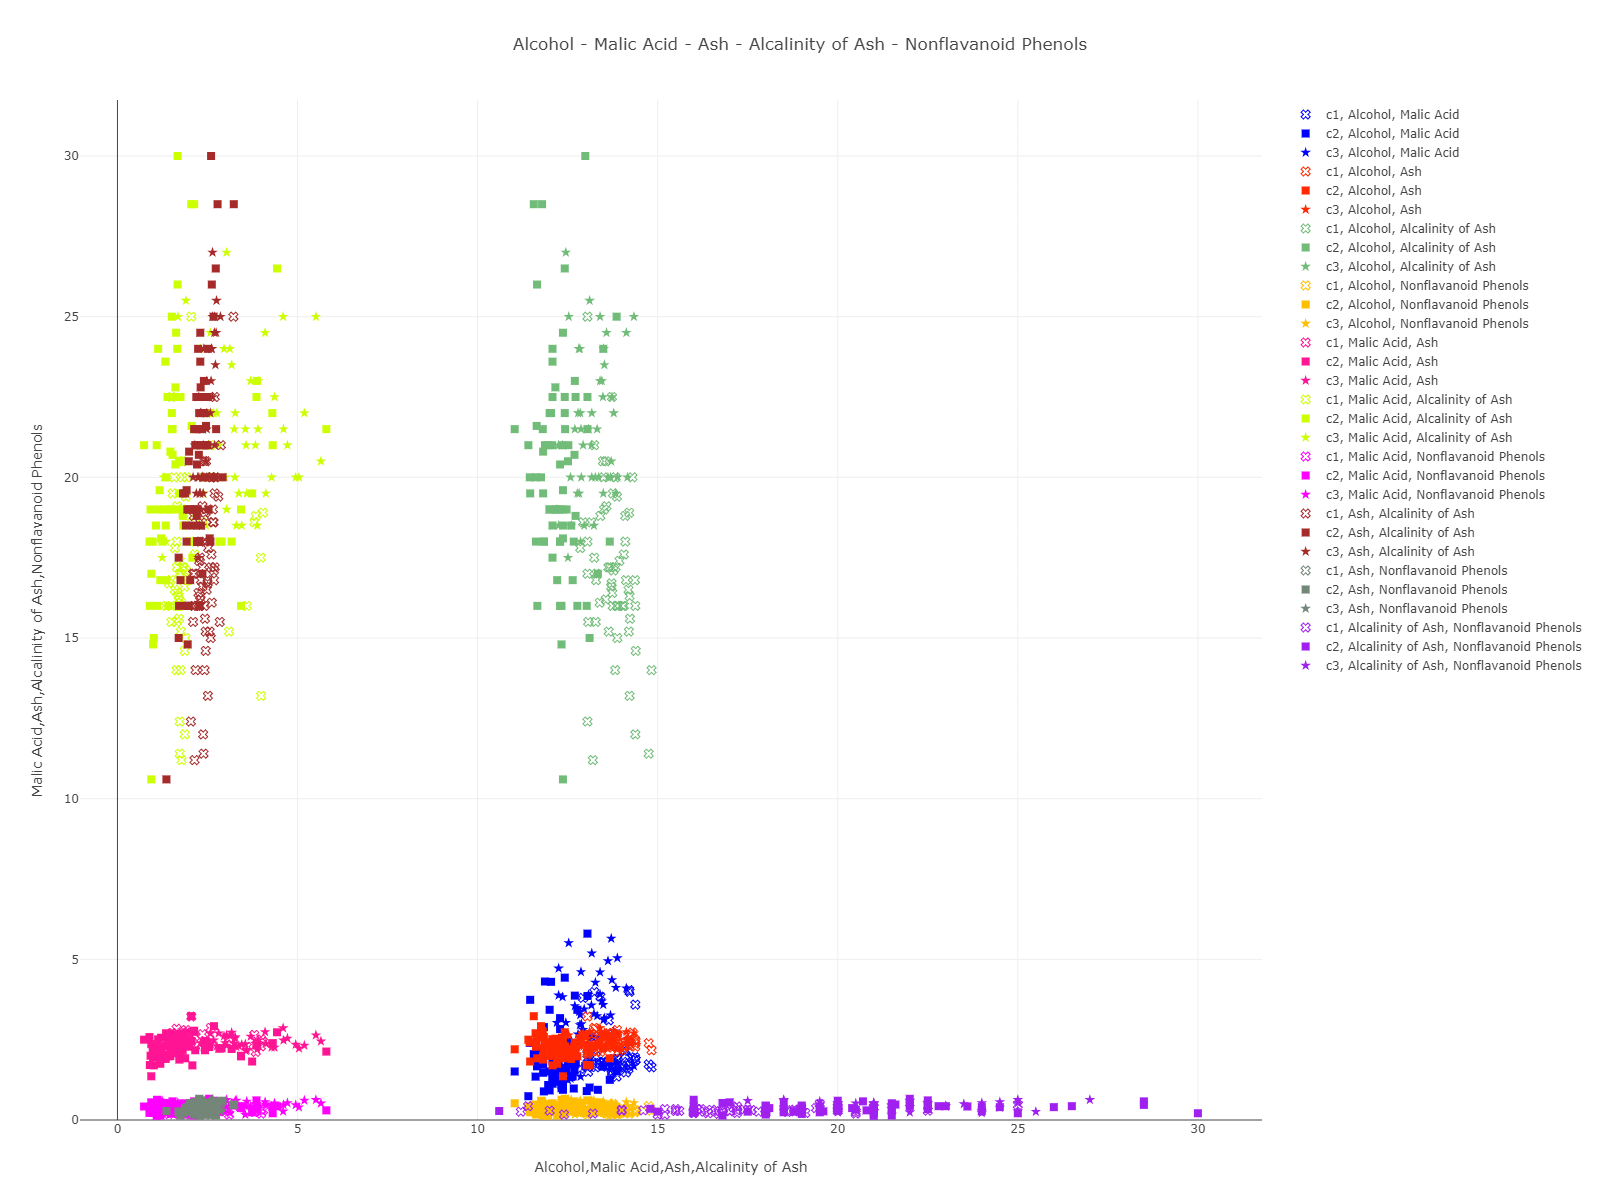 Alcohol - Malic Acid - Ash - Alcalinity of Ash - Nonflavanoid Phenols
c1, Alcohol, Malic Acid
c2, Alcohol, Malic Acid
c3, Alcohol, Malic Acid
c1, Alcohol, Ash
c2, Alcohol, Ash
c3, Alcohol, Ash
c1, Alcohol, Alcalinity of Ash
c2, Alcohol, Alcalinity of Ash
c3, Alcohol, Alcalinity of Ash
c1, Alcohol, Nonflavanoid Phenols
c2, Alcohol, Nonflavanoid Phenols
c3, Alcohol, Nonflavanoid Phenols
c1, Malic Acid, Ash
c2, Malic Acid, Ash
c3, Malic Acid, Ash
c1, Malic Acid, Alcalinity of Ash
c2, Malic Acid, Alcalinity of Ash
c3, Malic Acid, Alcalinity of Ash
c1, Malic Acid, Nonflavanoid Phenols
c2, Malic Acid, Nonflavanoid Phenols
c3, Malic Acid, Nonflavanoid Phenols
c1, Ash, Alcalinity of Ash
c2, Ash, Alcalinity of Ash
c3, Ash, Alcalinity of Ash
c1, Ash, Nonflavanoid Phenols
c2, Ash, Nonflavanoid Phenols
c3, Ash, Nonflavanoid Phenols
c1, Alcalinity of Ash, Nonflavanoid Phenols
c2, Alcalinity of Ash, Nonflavanoid Phenols
c3, Alcalinity of Ash, Nonflavanoid Phenols
Malic Acid,Ash,Alcalinity of Ash,Nonflavanoid Phenols
30
25
20
15
10
5
0
0 5 10 15 20 25 30
Alcohol,Malic Acid,Ash,Alcalinity of Ash